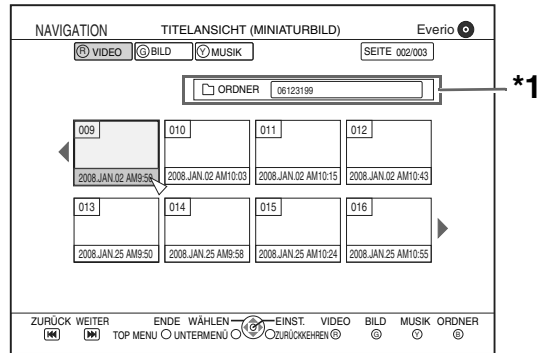 NAVIGATION TITELANSICHT (MINIATURBILD) Everio
R VIDEO G BILD Y MUSIK SEITE 002/003
ORDNER 06123199 *1
009 010 011 012
2008.JAN.02 AM9:50 2008.JAN.02 AM10:03 2008.JAN.02 AM10:15 2008.JAN.02 AM10:43
013 014 015 016
2008.JAN.25 AM9:50 2008.JAN.25 AM9:58 2008.JAN.25 AM10:24 2008.JAN.25 AM10:55
ZURÜCK WEITER ENDE WÄHLEN EINST. VIDEO BILD MUSIK ORDNER
TOP MENU UNTERMENÜ ZURÜCKKEHREN R G Y B